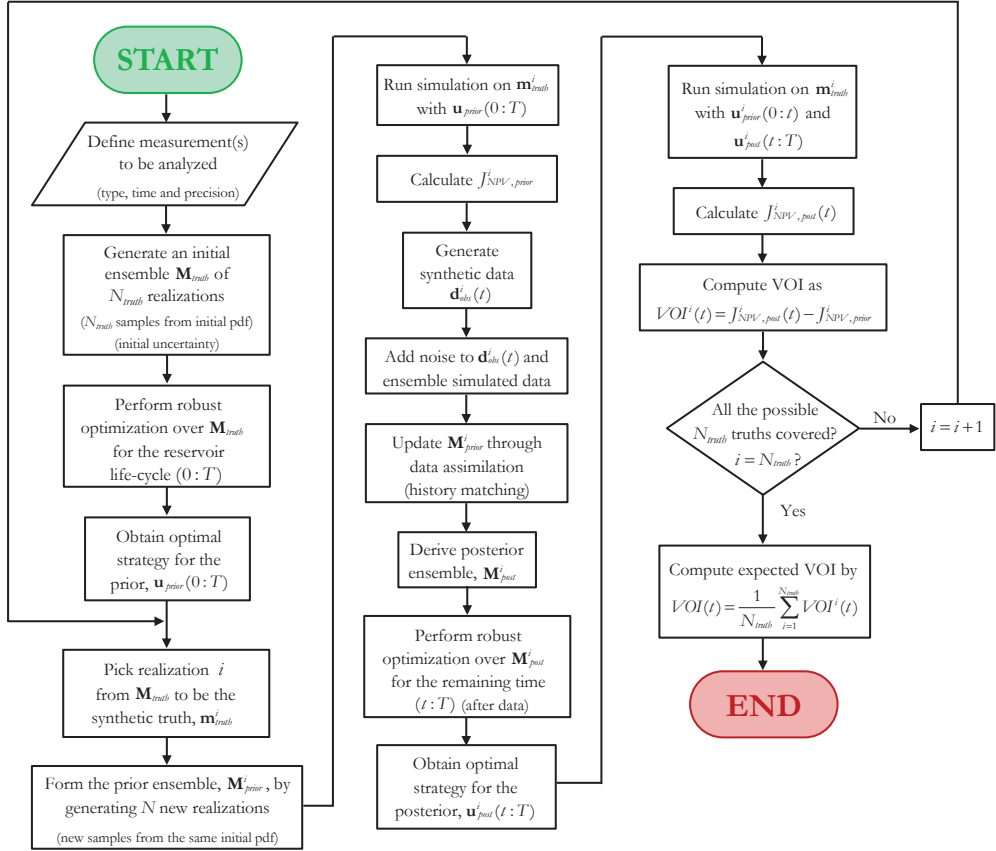 START
Define measurement(s)
to be analyzed
(type, time and precision)
Generate an initial
ensemble M_truth of
N_truth realizations
(N_truth samples from initial pdf)
(initial uncertainty)
Perform robust
optimization over M_truth
for the reservoir
life-cycle (0 : T)
Obtain optimal
strategy for the
prior, u_prior(0 : T)
Pick realization i
from M_truth to be the
synthetic truth, m^i_truth
Form the prior ensemble, M^i_prior, by
generating N new realizations
(new samples from the same initial pdf)
Run simulation on m^i_truth
with u_prior(0 : T)
Calculate J^i_NPV, prior
Generate
synthetic data
d^i_obs(t)
Add noise to d^i_obs(t) and
ensemble simulated data
Update M^i_prior through
data assimilation
(history matching)
Derive posterior
ensemble, M^i_post
Perform robust
optimization over M^i_post
for the remaining time
(t : T) (after data)
Obtain optimal
strategy for the
posterior, u^i_post(t : T)
Run simulation on m^i_truth
with u^i_prior(0 : t) and
u^i_post(t : T)
Calculate J^i_NPV, post(t)
Compute VOI as
VOI^i(t) = J^i_NPV, post(t) − J^i_NPV, prior
All the possible
N_truth truths covered?
i = N_truth ?
No
i = i + 1
Yes
Compute expected VOI by
VOI(t) = 1/N_truth ∑_{i=1}^{N_truth} VOI^i(t)
END